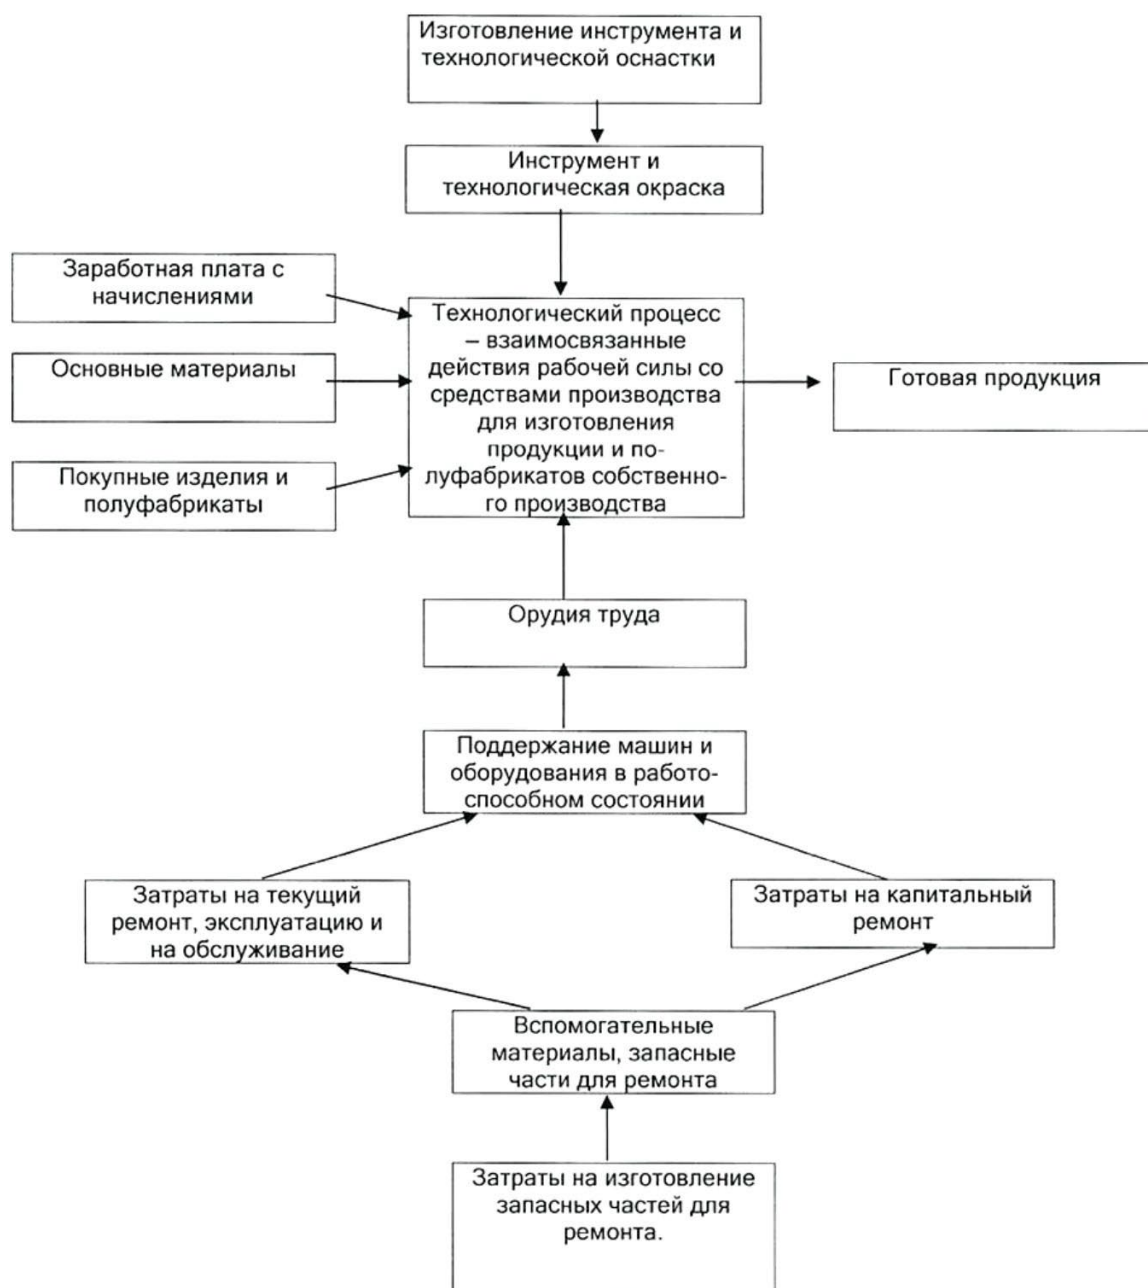 Изготовление инструмента и
технологической оснастки
Инструмент и
технологическая окраска
Заработная плата с
начислениями
Основные материалы
Покупные изделия и
полуфабрикаты
Технологический процесс
– взаимосвязанные
действия рабочей силы со
средствами производства
для изготовления
продукции и по-
луфабрикатов собственно-
го производства
Готовая продукция
Орудия труда
Поддержание машин и
оборудования в работо-
способном состоянии
Затраты на текущий
ремонт, эксплуатацию и
на обслуживание
Затраты на капитальный
ремонт
Вспомогательные
материалы, запасные
части для ремонта
Затраты на изготовление
запасных частей для
ремонта.